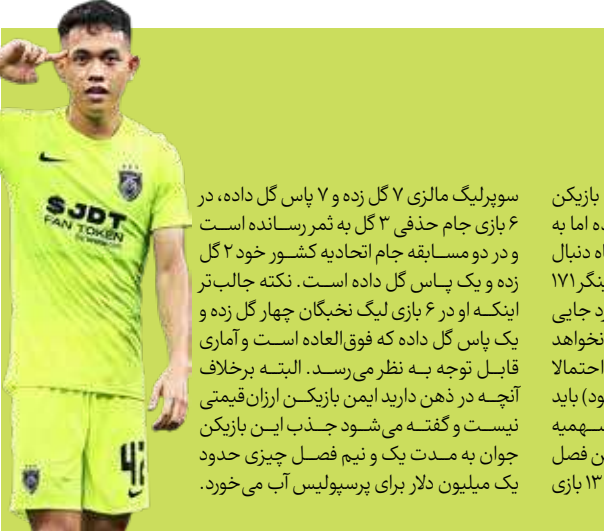 بازیکن
ده اما به
اه دنبال
ینگر ۱۷۱
رد جایی
نخواهد
احتمالا
ود) باید
سهمیه
ن فصل
۱۳ بازی
سوپرلیگ مالزی ۷ گل زده و ۷ پاس گل داده، در
۶ بازی جام حذفی ۳ گل به ثمر رسانده است
و در دو مسابقه جام اتحادیه کشور خود ۲ گل
زده و یک پاس گل داده است. نکته جالب‌تر
اینکه او در ۶ بازی لیگ نخبگان چهار گل زده و
یک پاس گل داده که فوق‌العاده است و آماری
قابل توجه به نظر می‌رسد. البته برخلاف
آنچه در ذهن دارید ایمن بازیکن ارزان‌قیمتی
نیست و گفته می‌شود جذب این بازیکن
جوان به مدت یک و نیم فصل چیزی حدود
یک میلیون دلار برای پرسپولیس آب می‌خورد.
SJDT
FAN TOKEN
42